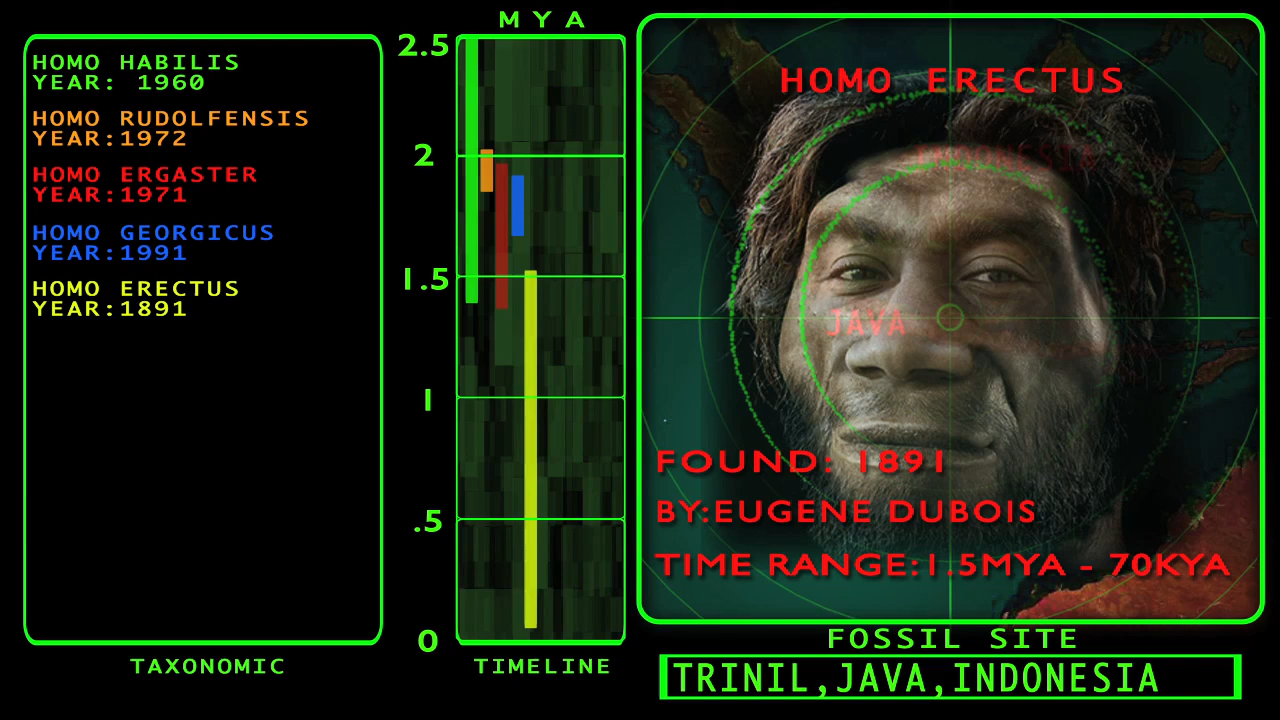 HOMO HABILIS
YEAR: 1960
HOMO RUDOLFENSIS
YEAR:1972
HOMO ERGASTER
YEAR:1971
HOMO GEORGICUS
YEAR:1991
HOMO ERECTUS
YEAR:1891
TAXONOMIC
MYA
2.5
2
1.5
1
.5
0
TIMELINE
HOMO ERECTUS
INDONESIA
JAVA
FOUND: 1891
BY:EUGENE DUBOIS
TIME RANGE:1.5MYA - 70KYA
FOSSIL SITE
TRINIL,JAVA,INDONESIA